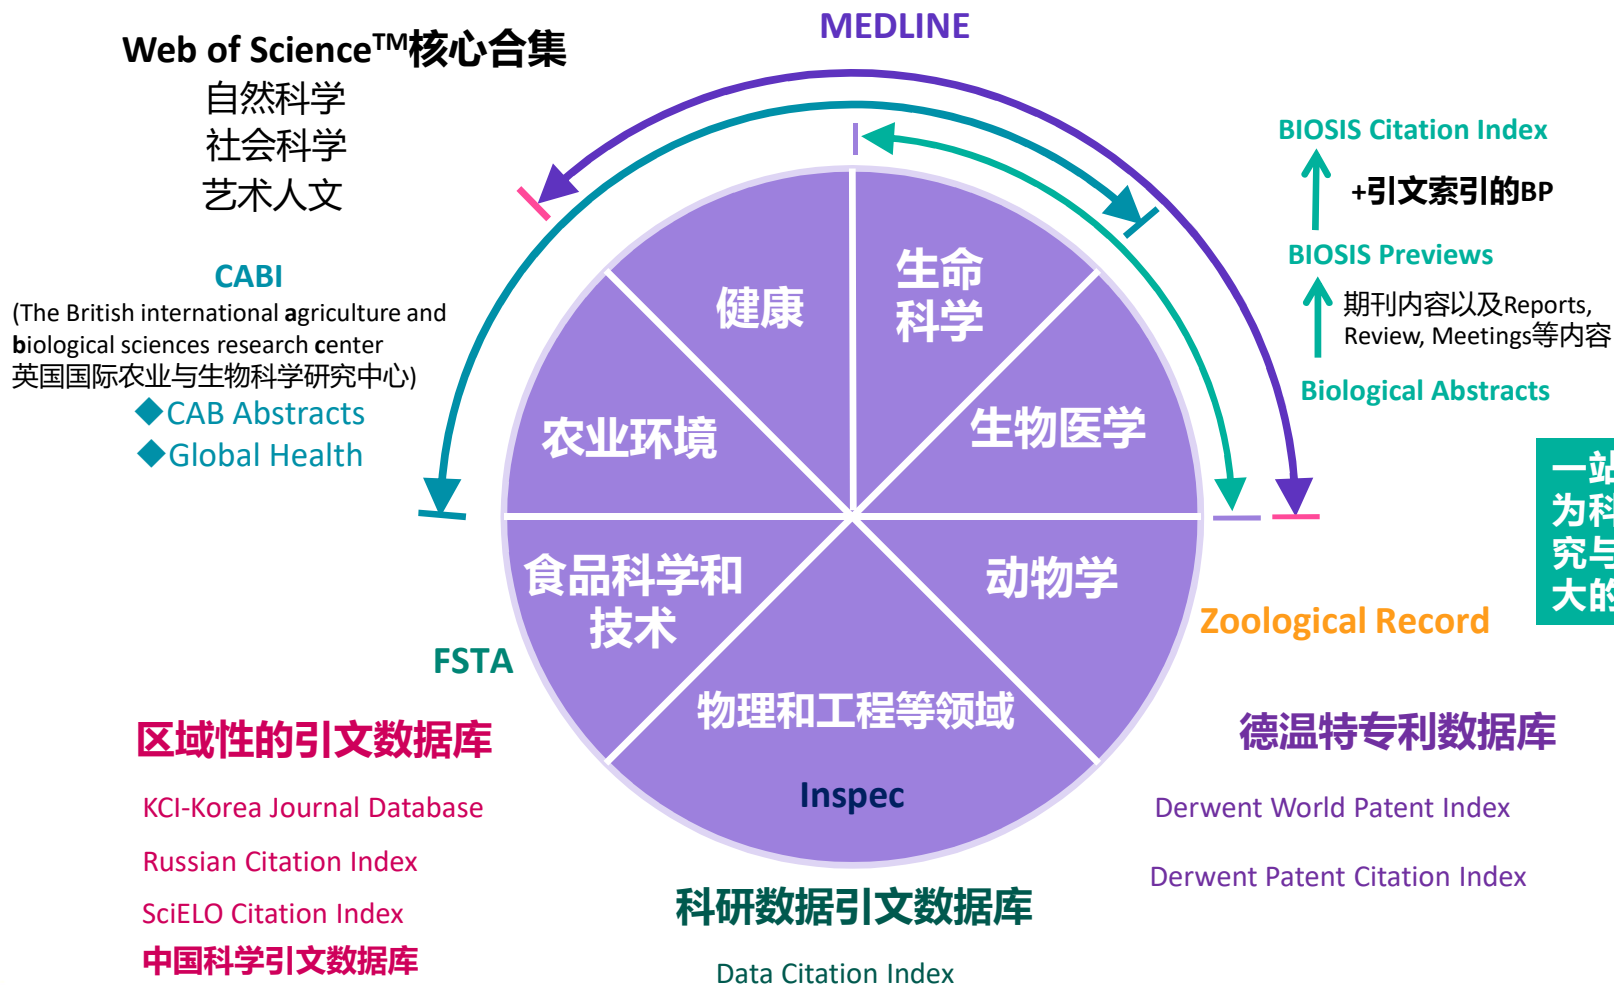 MEDLINE
Web of Science™核心合集
自然科学
社会科学
艺术人文
CABI
(The British international agriculture and
biological sciences research center
英国国际农业与生物科学研究中心)
◆CAB Abstracts
◆Global Health
BIOSIS Citation Index
+引文索引的BP
BIOSIS Previews
期刊内容以及Reports,
Review, Meetings等内容
Biological Abstracts
健康
生命
科学
农业环境
生物医学
食品科学和
技术
动物学
物理和工程等领域
Inspec
FSTA
Zoological Record
一站
为科
究与
大的
区域性的引文数据库
KCI-Korea Journal Database
Russian Citation Index
SciELO Citation Index
中国科学引文数据库
科研数据引文数据库
Data Citation Index
德温特专利数据库
Derwent World Patent Index
Derwent Patent Citation Index